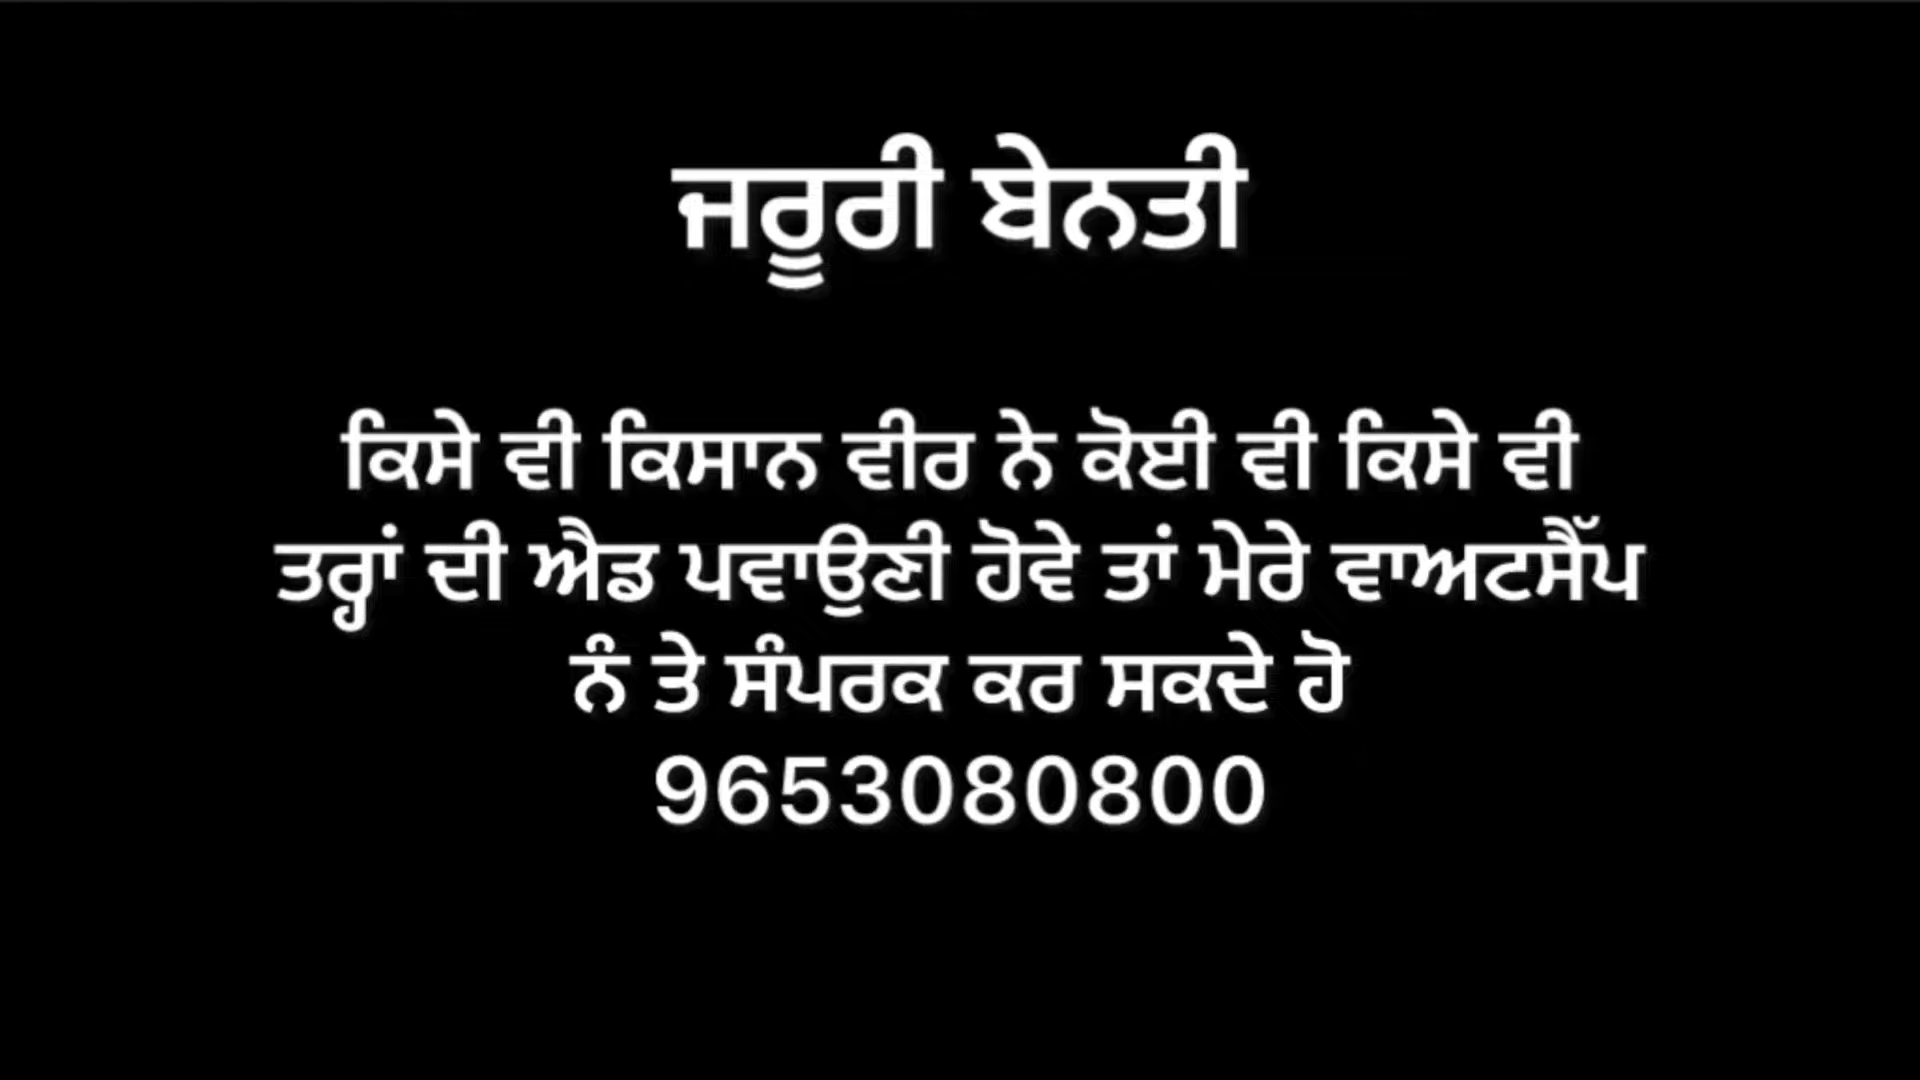 ਜਰੂਰੀ ਬੇਨਤੀ
ਕਿਸੇ ਵੀ ਕਿਸਾਨ ਵੀਰ ਨੇ ਕੋਈ ਵੀ ਕਿਸੇ ਵੀ
ਤਰ੍ਹਾਂ ਦੀ ਐਡ ਪਵਾਉਣੀ ਹੋਵੇ ਤਾਂ ਮੇਰੇ ਵਾਅਟਸੈੱਪ
ਨੰ ਤੇ ਸੰਪਰਕ ਕਰ ਸਕਦੇ ਹੋ
9653080800